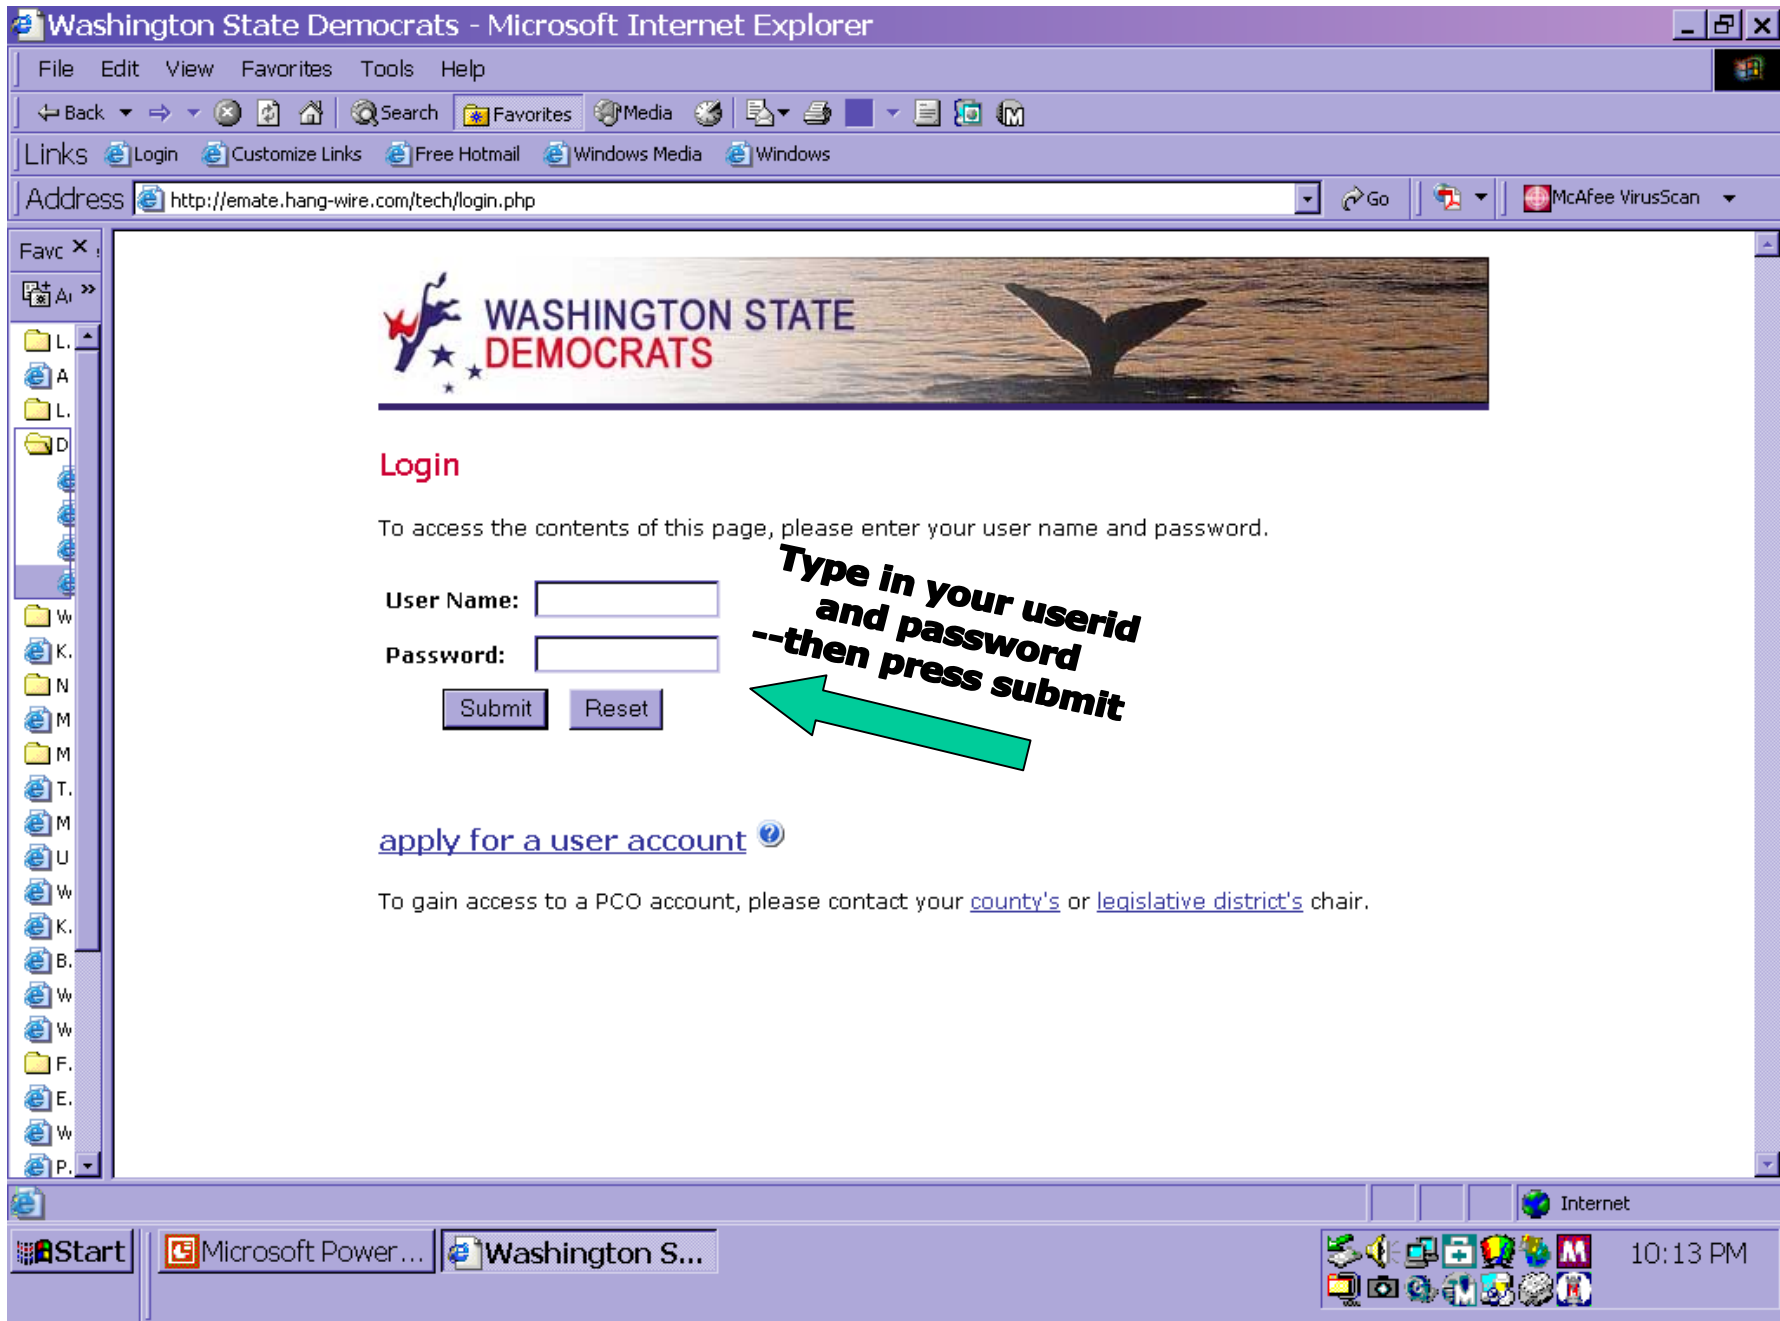 Washington State Democrats - Microsoft Internet Explorer
File Edit View Favorites Tools Help
Back Search Favorites Media
Links Login Customize Links Free Hotmail Windows Media Windows
Address http://emate.hang-wire.com/tech/login.php Go McAfee VirusScan
Favc
L.
A
L.
D
W
K.
N
M
M
T.
M
U
W
K.
B.
W
W
F.
E.
W
P.
WASHINGTON STATE
DEMOCRATS
Login
To access the contents of this page, please enter your user name and password.
User Name:
Password:
Submit Reset
Type in your userid
and password
--then press submit
apply for a user account ?
To gain access to a PCO account, please contact your county's or legislative district's chair.
Internet
Start Microsoft Power... Washington S... 10:13 PM